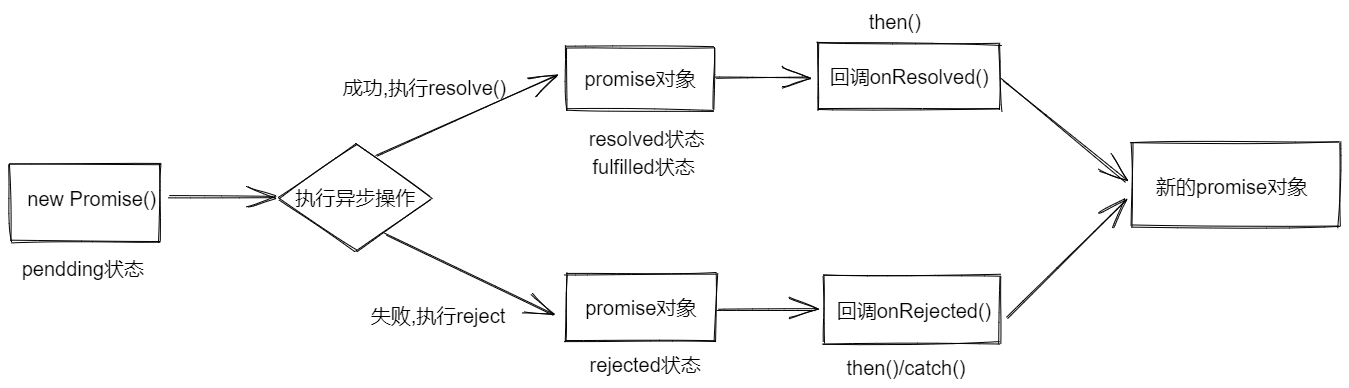 new Promise()
pendding状态
执行异步操作
成功,执行resolve()
promise对象
resolved状态
fulfilled状态
then()
回调onResolved()
失败,执行reject
promise对象
rejected状态
回调onRejected()
then()/catch()
新的promise对象